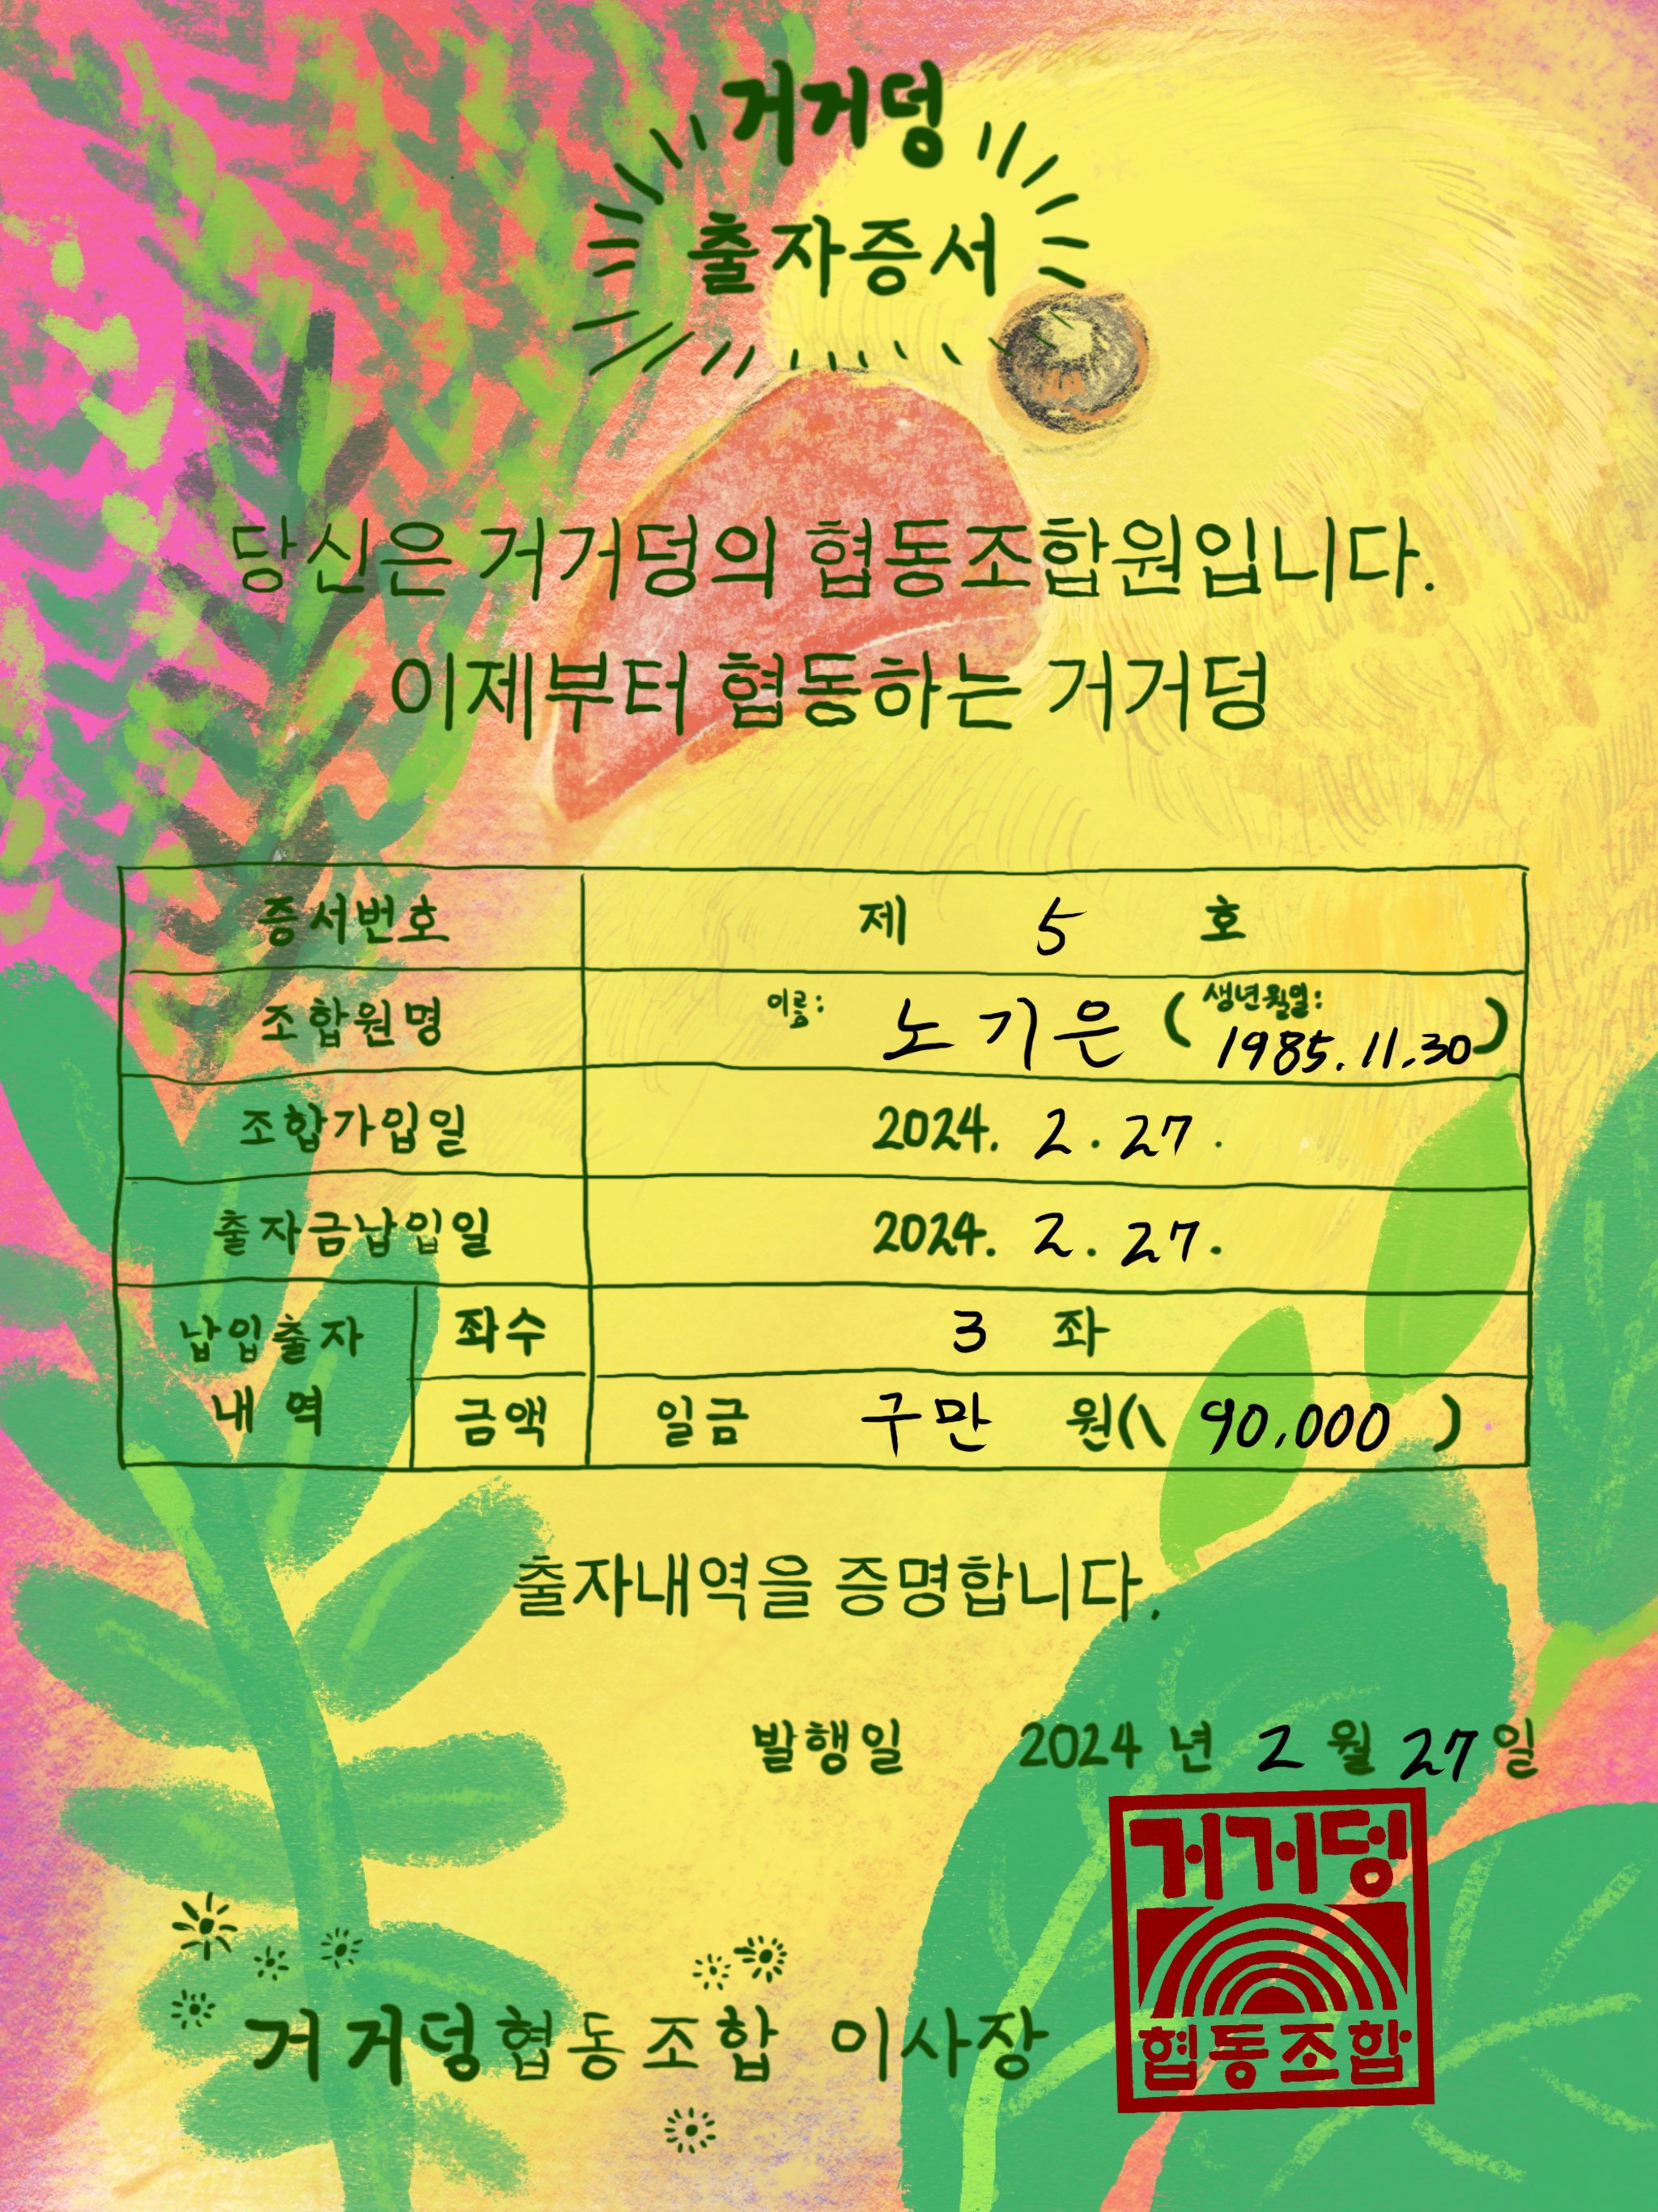 거거덩
출자증서
당신은 거거덩의 협동조합원입니다.
이제부터 협동하는 거거덩
증서번호 제 5 호
조합원명 이름: 노기은 (생년월일: 1985.11.30)
조합가입일 2024. 2. 27.
출자금납입일 2024. 2. 27.
납입출자 좌수 3 좌
내역 금액 일금 구만 원(\ 90,000 )
출자내역을 증명합니다.
발행일 2024 년 2 월 27 일
거거덩협동조합 이사장
거거덩
협동조합